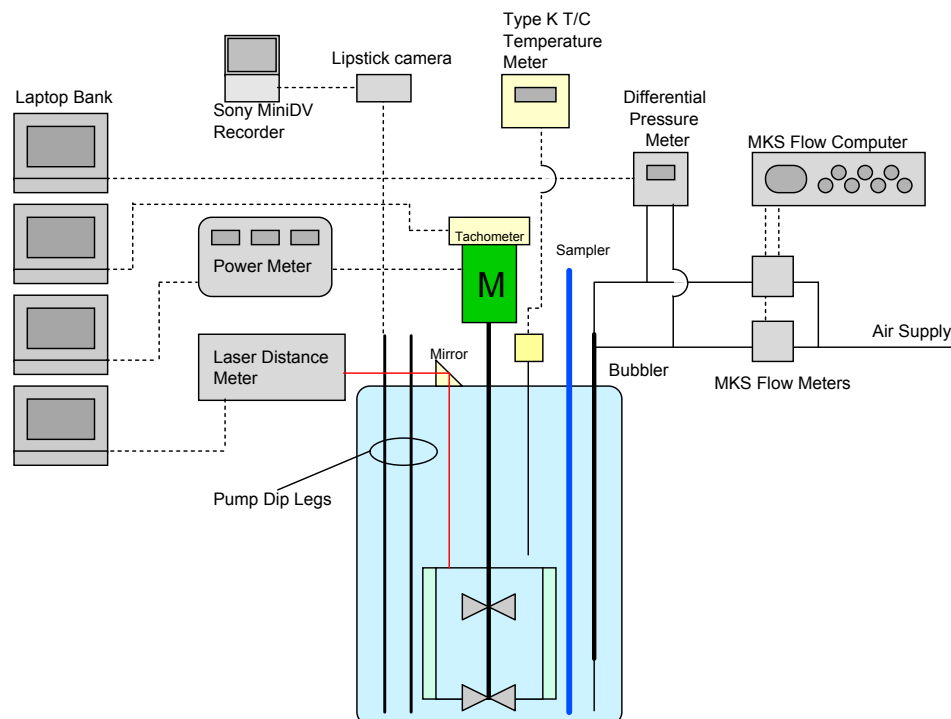 Type K T/C
Temperature
Meter
Lipstick camera
Sony MiniDV
Recorder
Laptop Bank
Differential
Pressure
Meter
MKS Flow Computer
Tachometer
Power Meter
M
Sampler
Air Supply
Laser Distance
Meter
Mirror
Bubbler
MKS Flow Meters
Pump Dip Legs